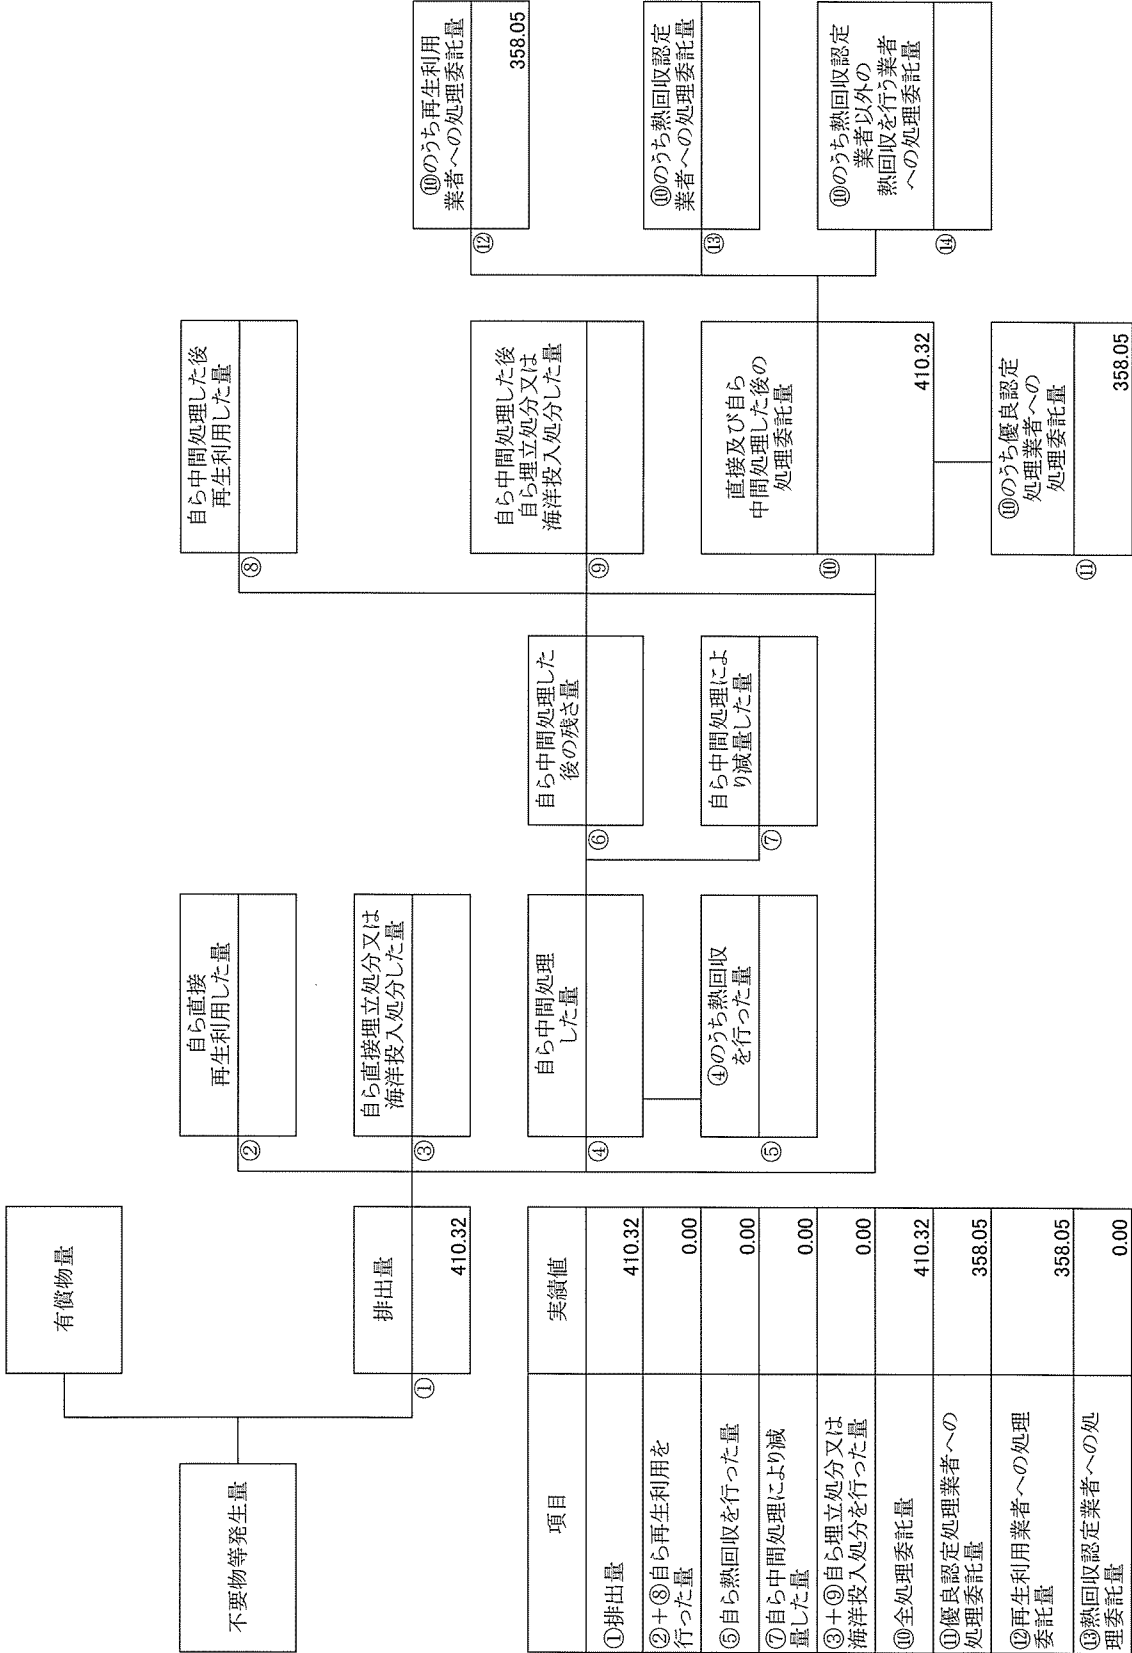 不要物等発生量
有償物量
①
排出量
410.32
②
自ら直接
再生利用した量
③
自ら直接埋立処分又は
海洋投入処分した量
④
自ら中間処理
した量
⑤
④のうち熱回収
を行った量
⑥
自ら中間処理した
後の残さ量
⑦
自ら中間処理によ
り減量した量
⑧
自ら中間処理した後
再生利用した量
⑨
自ら中間処理した後
自ら埋立処分又は
海洋投入処分した量
⑩
直接及び自ら
中間処理した後の
処理委託量
410.32
⑪
⑩のうち優良認定
処理業者への
処理委託量
358.05
⑫
⑩のうち再生利用
業者への処理委託量
358.05
⑬
⑩のうち熱回収認定
業者への処理委託量
⑭
⑩のうち熱回収認定
業者以外の
熱回収を行う業者
への処理委託量
項目 実績値
①排出量 410.32
②+⑧自ら再生利用を
行った量 0.00
⑤自ら熱回収を行った量 0.00
⑦自ら中間処理により減
量した量 0.00
③+⑨自ら埋立処分又は
海洋投入処分を行った量 0.00
⑩全処理委託量 410.32
⑪優良認定処理業者への
処理委託量 358.05
⑫再生利用業者への処理
委託量 358.05
⑬熱回収認定業者への処
理委託量 0.00